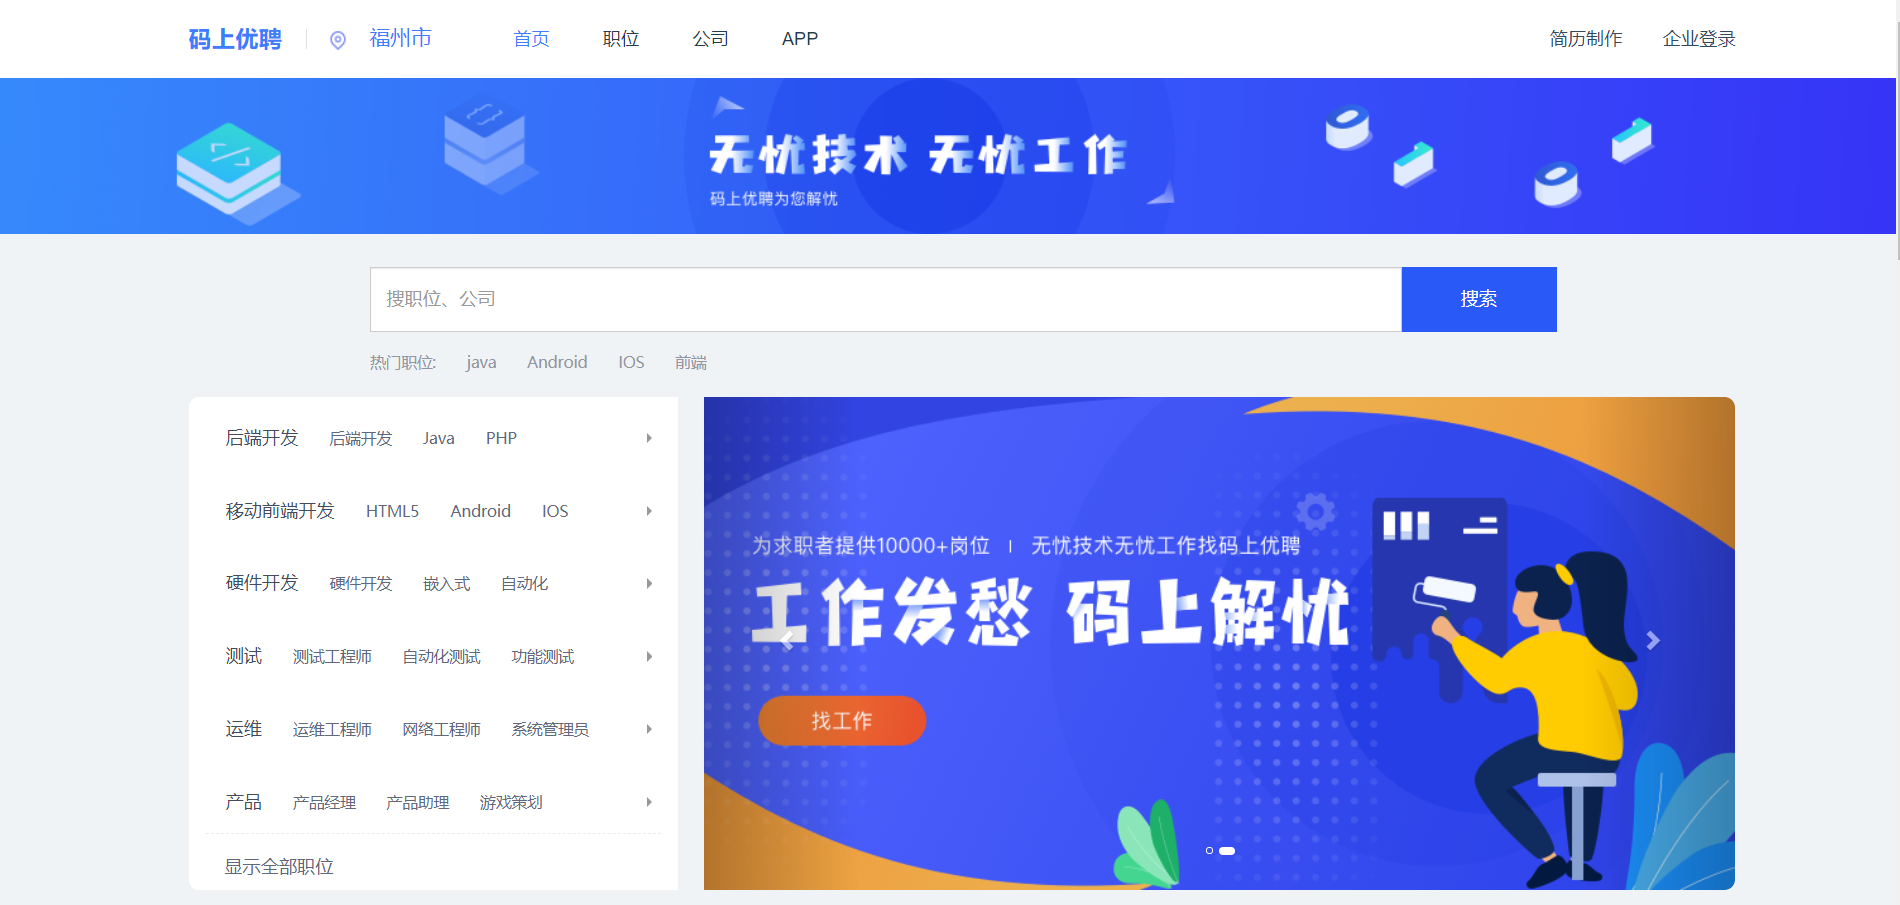 码上优聘 福州市 首页 职位 公司 APP 简历制作 企业登录
无忧技术 无忧工作
码上优聘为您解忧
搜职位、公司 搜索
热门职位: java Android IOS 前端
后端开发 后端开发 Java PHP
移动前端开发 HTML5 Android IOS
硬件开发 硬件开发 嵌入式 自动化
测试 测试工程师 自动化测试 功能测试
运维 运维工程师 网络工程师 系统管理员
产品 产品经理 产品助理 游戏策划
显示全部职位
为求职者提供10000+岗位 | 无忧技术无忧工作找码上优聘
工作发愁 码上解忧
找工作